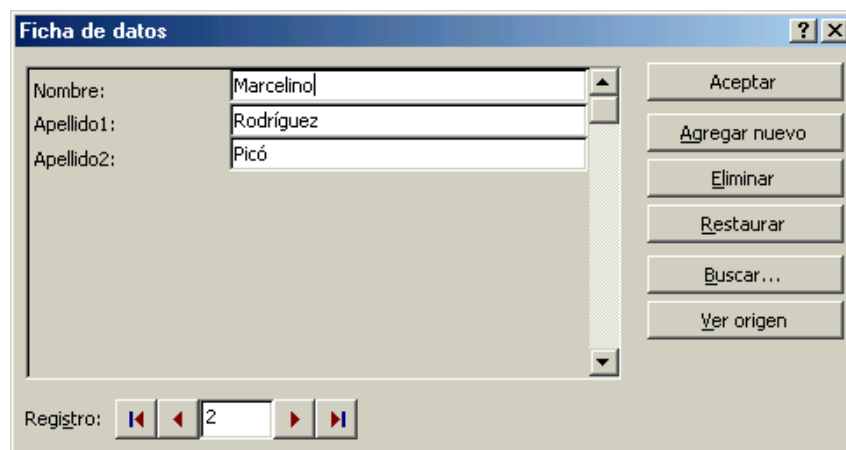 Ficha de datos
Nombre: Marcelino
Apellido1: Rodríguez
Apellido2: Picó
Aceptar
Agregar nuevo
Eliminar
Restaurar
Buscar...
Ver origen
Registro: 2